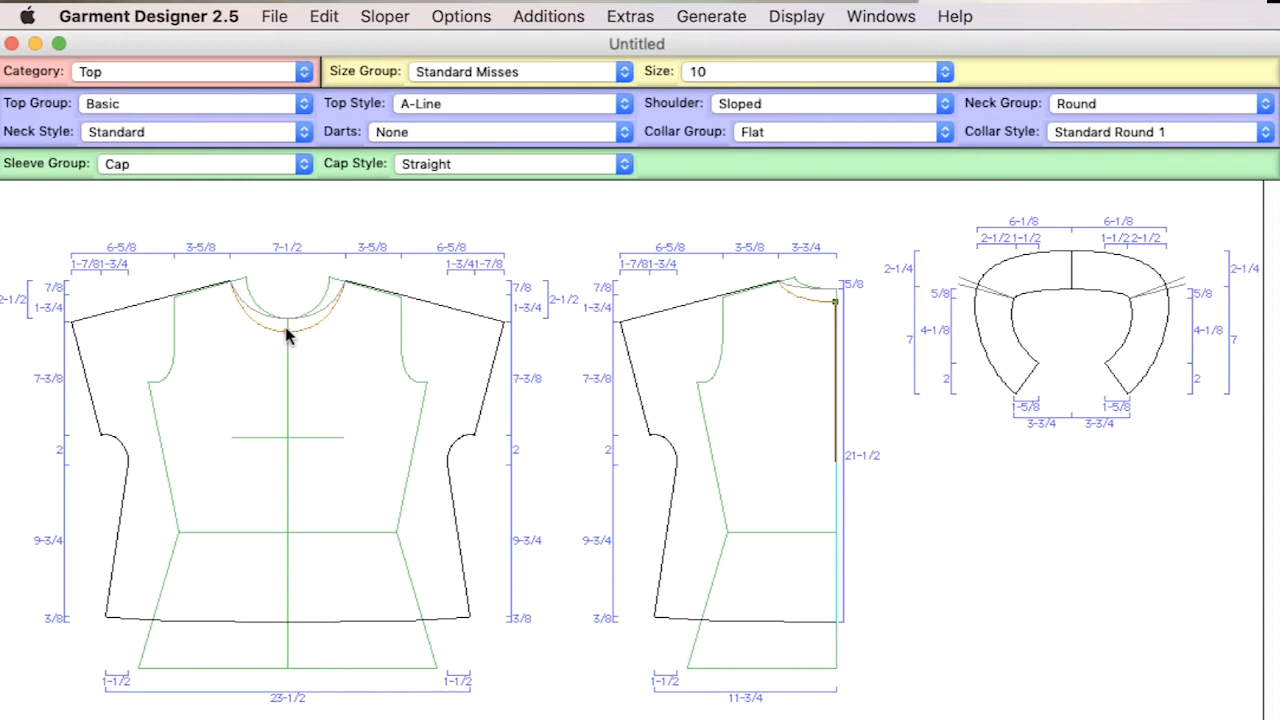 Garment Designer 2.5 File Edit Sloper Options Additions Extras Generate Display Windows Help
Untitled
Category: Top Size Group: Standard Misses Size: 10
Top Group: Basic Top Style: A-Line Shoulder: Sloped Neck Group: Round
Neck Style: Standard Darts: None Collar Group: Flat Collar Style: Standard Round 1
Sleeve Group: Cap Cap Style: Straight
6-1/8 6-1/8
2-1/2 1-1/2 1-1/2 2-1/2
6-5/8 3-5/8 7-1/2 3-5/8 6-5/8 6-5/8 3-5/8 3-3/4
1-7/8 1-3/4 1-3/4 1-7/8 1-7/8 1-3/4 2-1/4 2-1/4
7/8 7/8 7/8 5/8
2-1/2 2-1/2 5/8 5/8
1-3/4 1-3/4 1-3/4
4-1/8 4-1/8
7 7
7-3/8 7-3/8 7-3/8 2 2
1-5/8 1-5/8
3-3/4 3-3/4
2 2 2 21-1/2
9-3/4 9-3/4 9-3/4
3/8 3/8 3/8
1-1/2 1-1/2 1-1/2
23-1/2 11-3/4